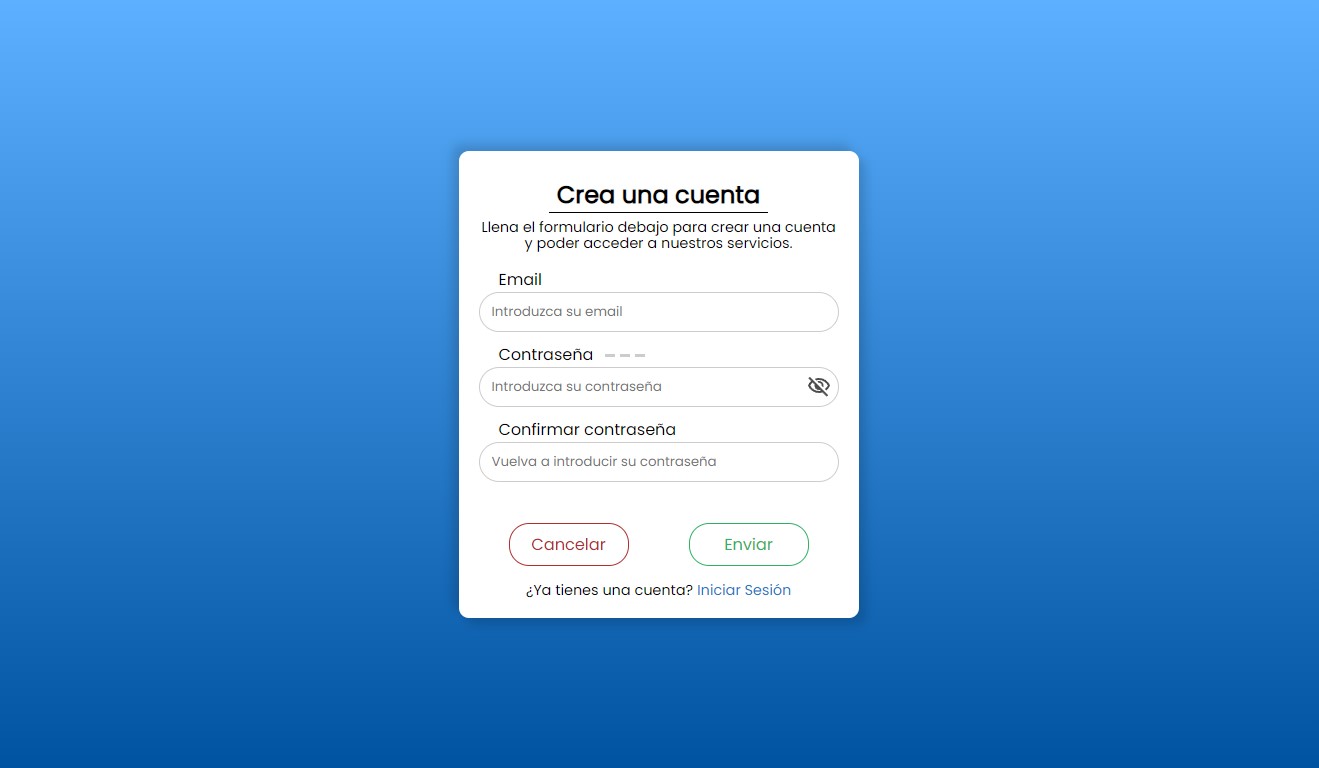 Crea una cuenta
Llena el formulario debajo para crear una cuenta
y poder acceder a nuestros servicios.
Email
Introduzca su email
Contraseña
Introduzca su contraseña
Confirmar contraseña
Vuelva a introducir su contraseña
Cancelar Enviar
¿Ya tienes una cuenta? Iniciar Sesión